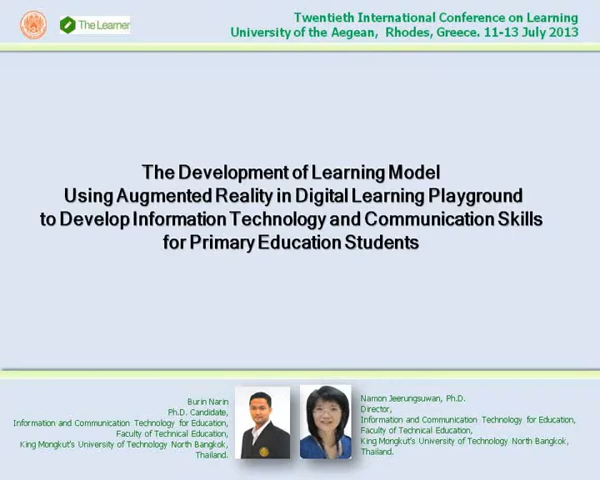 The Learner
Twentieth International Conference on Learning
University of the Aegean, Rhodes, Greece. 11-13 July 2013
The Development of Learning Model
Using Augmented Reality in Digital Learning Playground
to Develop Information Technology and Communication Skills
for Primary Education Students
Burin Narin
Ph.D. Candidate,
Information and Communication Technology for Education,
Faculty of Technical Education,
King Mongkut's University of Technology North Bangkok,
Thailand.
Namon Jeerungsuwan, Ph.D.
Director,
Information and Communication Technology for Education,
Faculty of Technical Education,
King Mongkut's University of Technology North Bangkok,
Thailand.